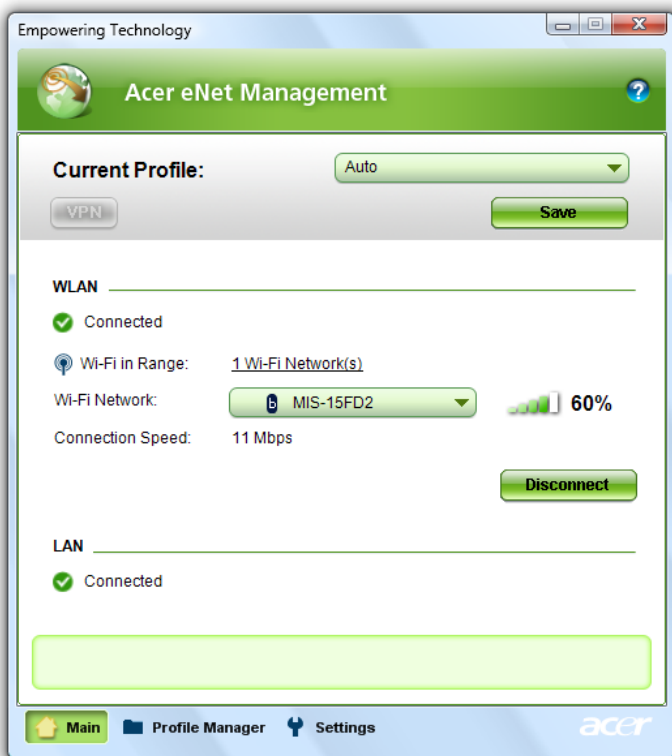 Empowering Technology
Acer eNet Management
Current Profile: Auto
VPN Save
WLAN
Connected
Wi-Fi in Range: 1 Wi-Fi Network(s)
Wi-Fi Network: b MIS-15FD2 60%
Connection Speed: 11 Mbps
Disconnect
LAN
Connected
Main Profile Manager Settings acer